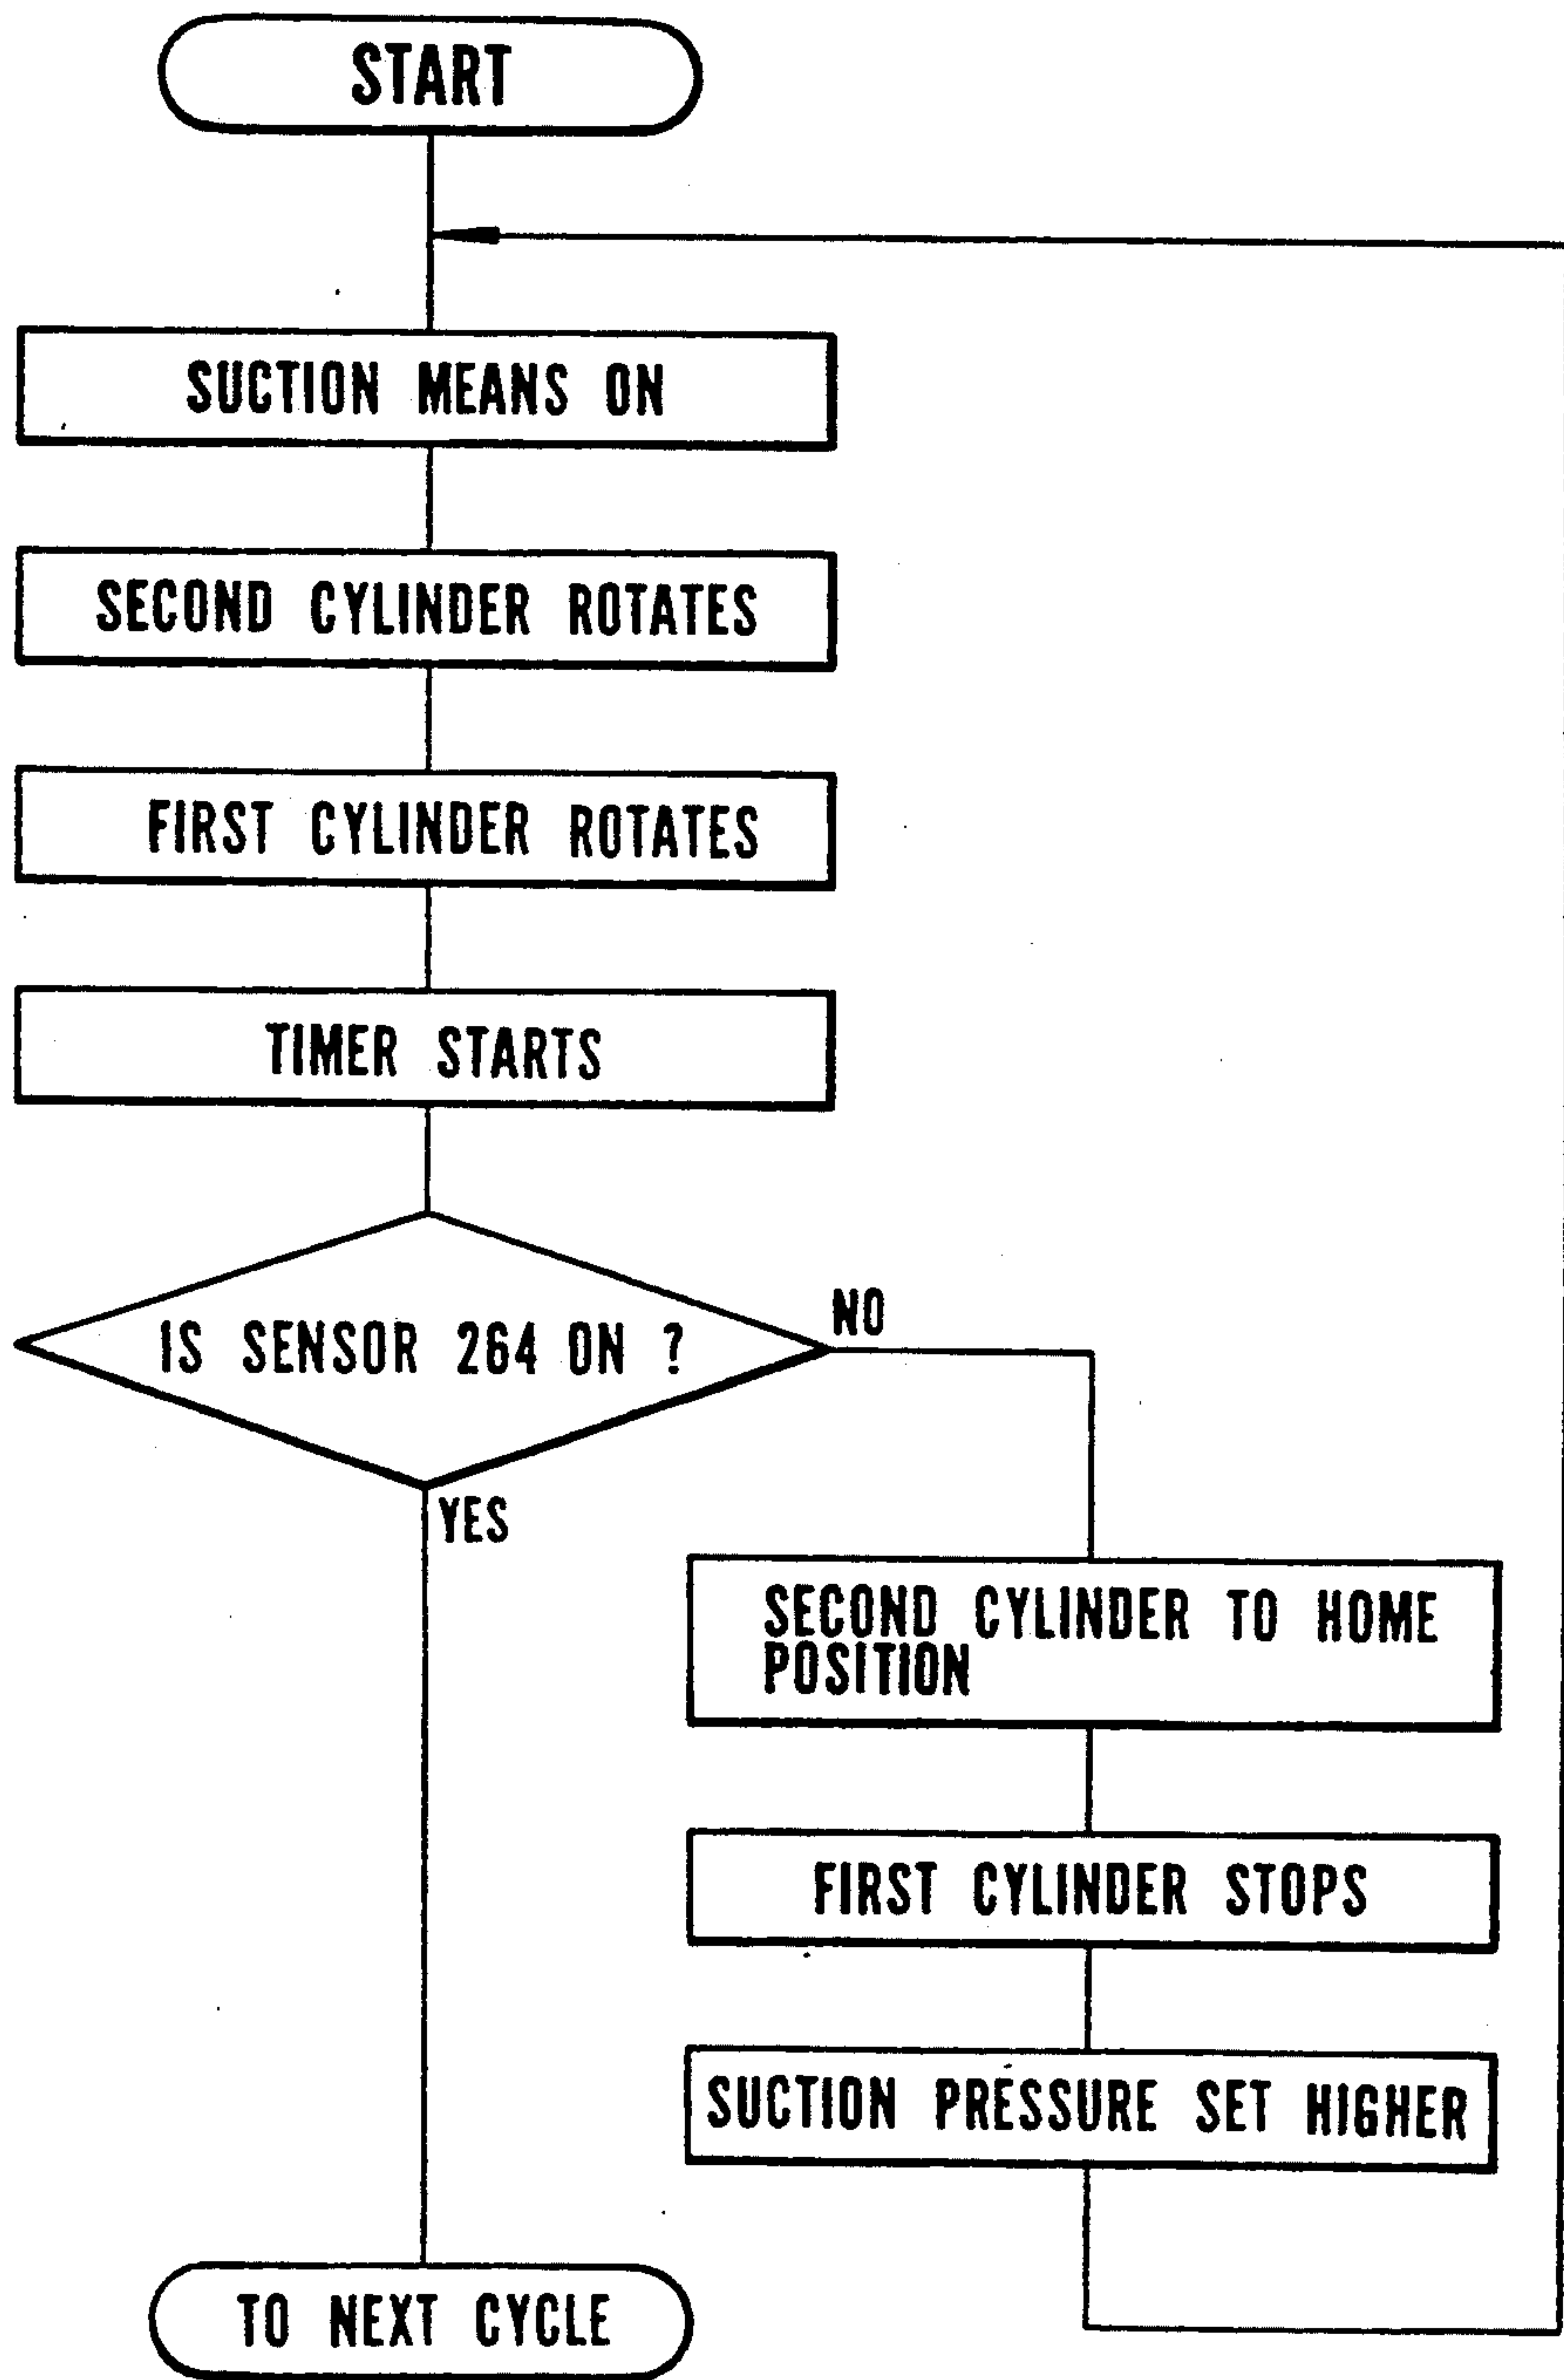 START
SUCTION MEANS ON
SECOND CYLINDER ROTATES
FIRST CYLINDER ROTATES
TIMER STARTS
IS SENSOR 264 ON ?
NO
YES
SECOND CYLINDER TO HOME
POSITION
FIRST CYLINDER STOPS
SUCTION PRESSURE SET HIGHER
TO NEXT CYCLE